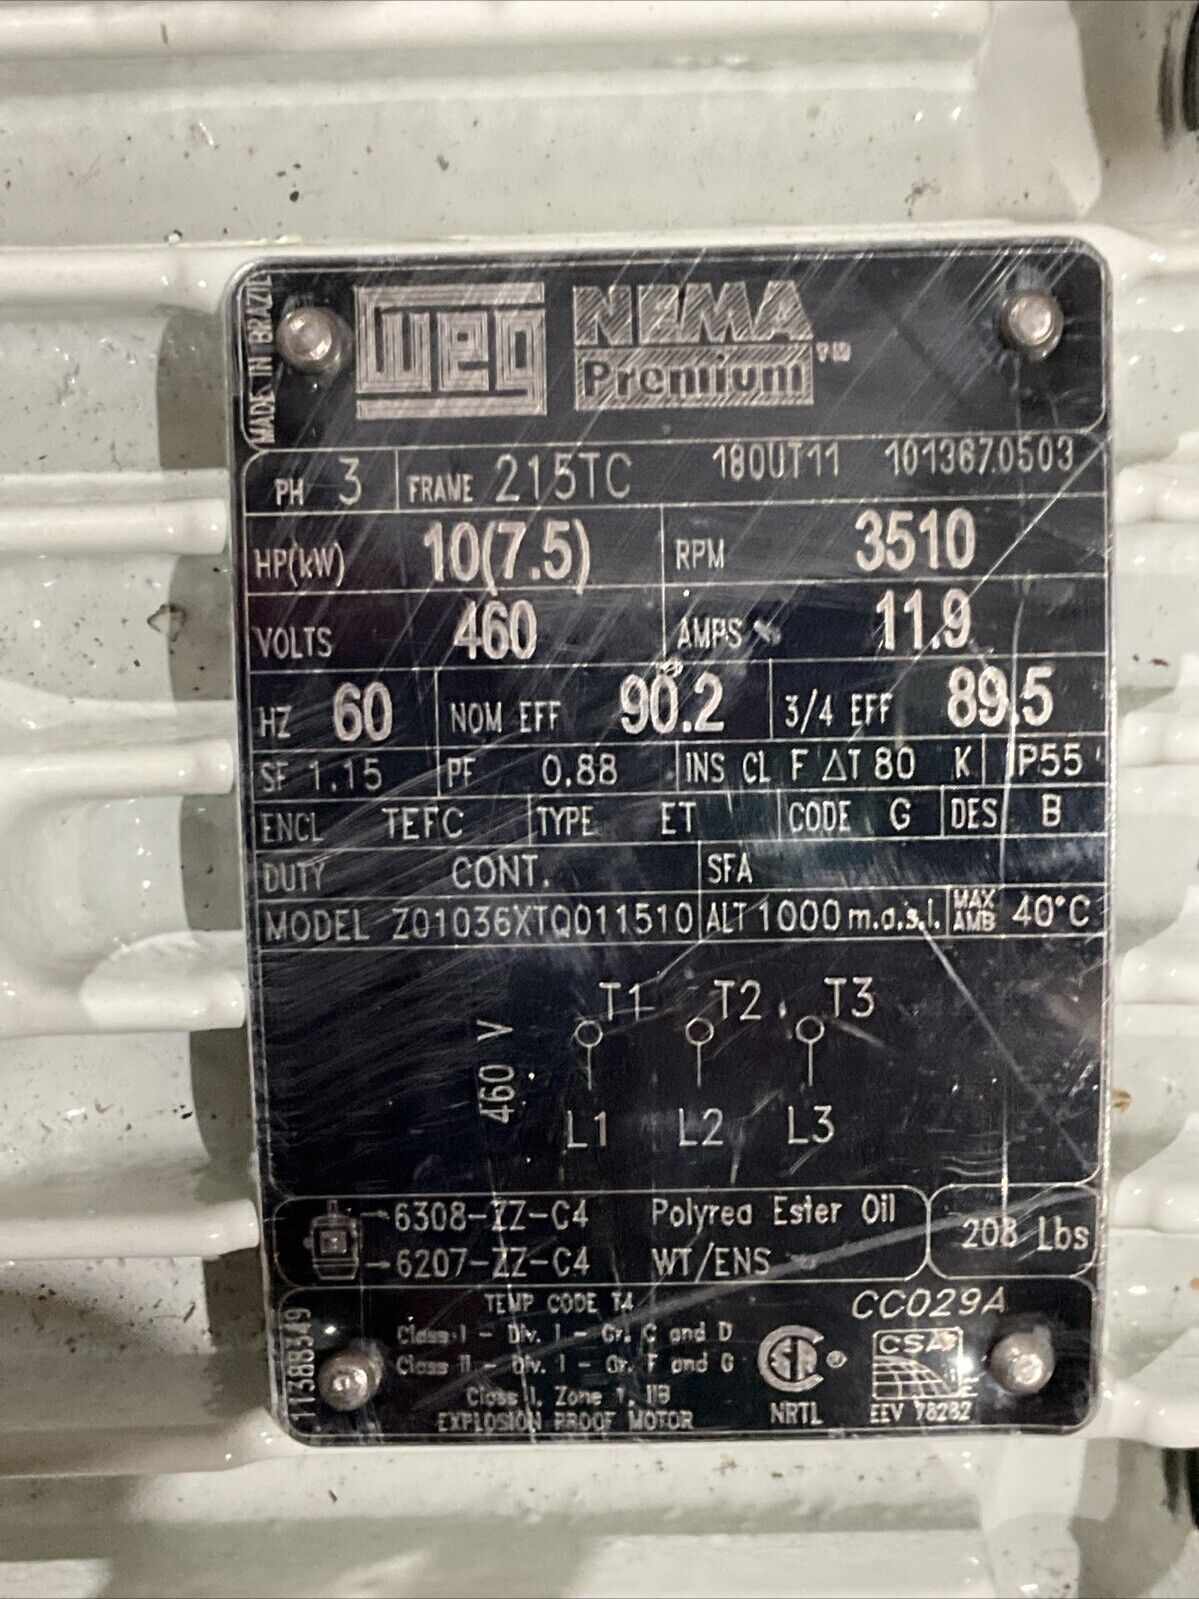 MADE IN BRAZIL
WEG NEMA Premium™
PH 3 FRAME 215TC 180UT11 101367.0503
HP(kW) 10(7.5) RPM 3510
VOLTS 460 AMPS 11.9
HZ 60 NOM EFF 90.2 3/4 EFF 89.5
SF 1.15 PF 0.88 INS CL F ΔT 80 K IP55
ENCL TEFC TYPE ET CODE G DES B
DUTY CONT. SFA
MODEL Z01036XTQ011510 ALT 1000 m.a.s.l. MAX AMB 40°C
460 V
T1 T2 T3
L1 L2 L3
6308-ZZ-C4 Polyrea Ester Oil
6207-ZZ-C4 WT/ENS
208 Lbs
11388349
TEMP CODE T4 CC029A
Class I - Div. 1 - Gr. C and D
Class II - Div. 1 - Gr. F and G
Class I, Zone 1, IIB
EXPLOSION PROOF MOTOR
® NRTL
CSA
EEV 78282